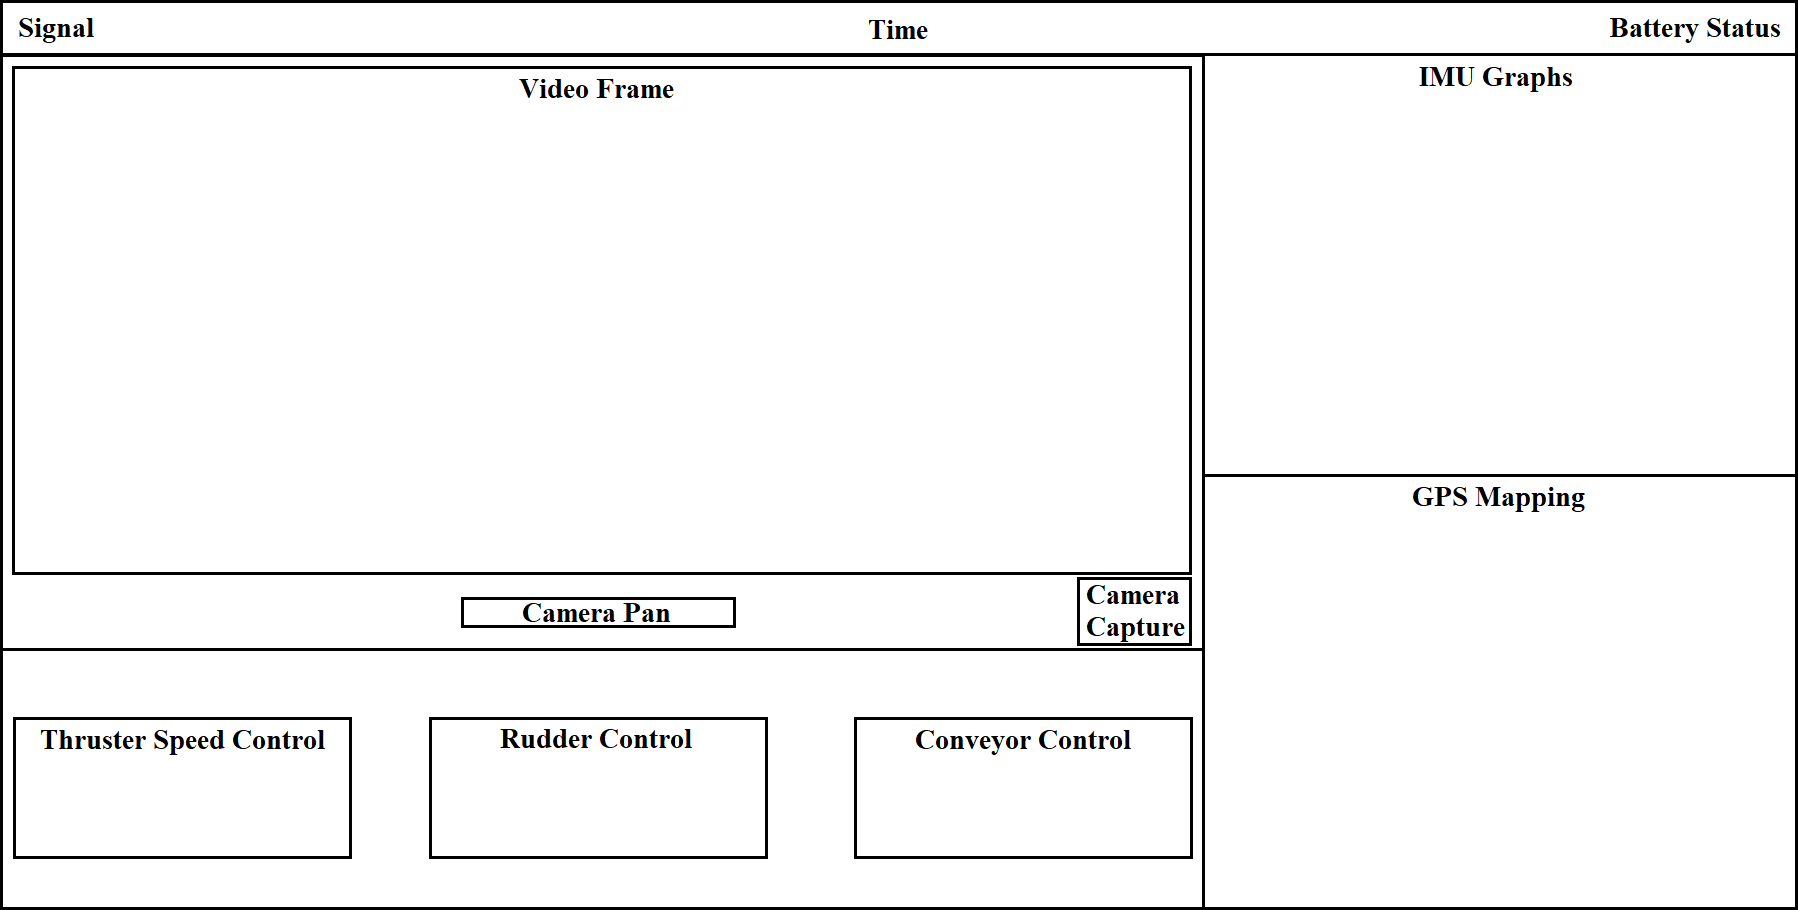 Signal
Time
Battery Status
Video Frame
IMU Graphs
GPS Mapping
Camera Pan
Camera
Capture
Thruster Speed Control
Rudder Control
Conveyor Control